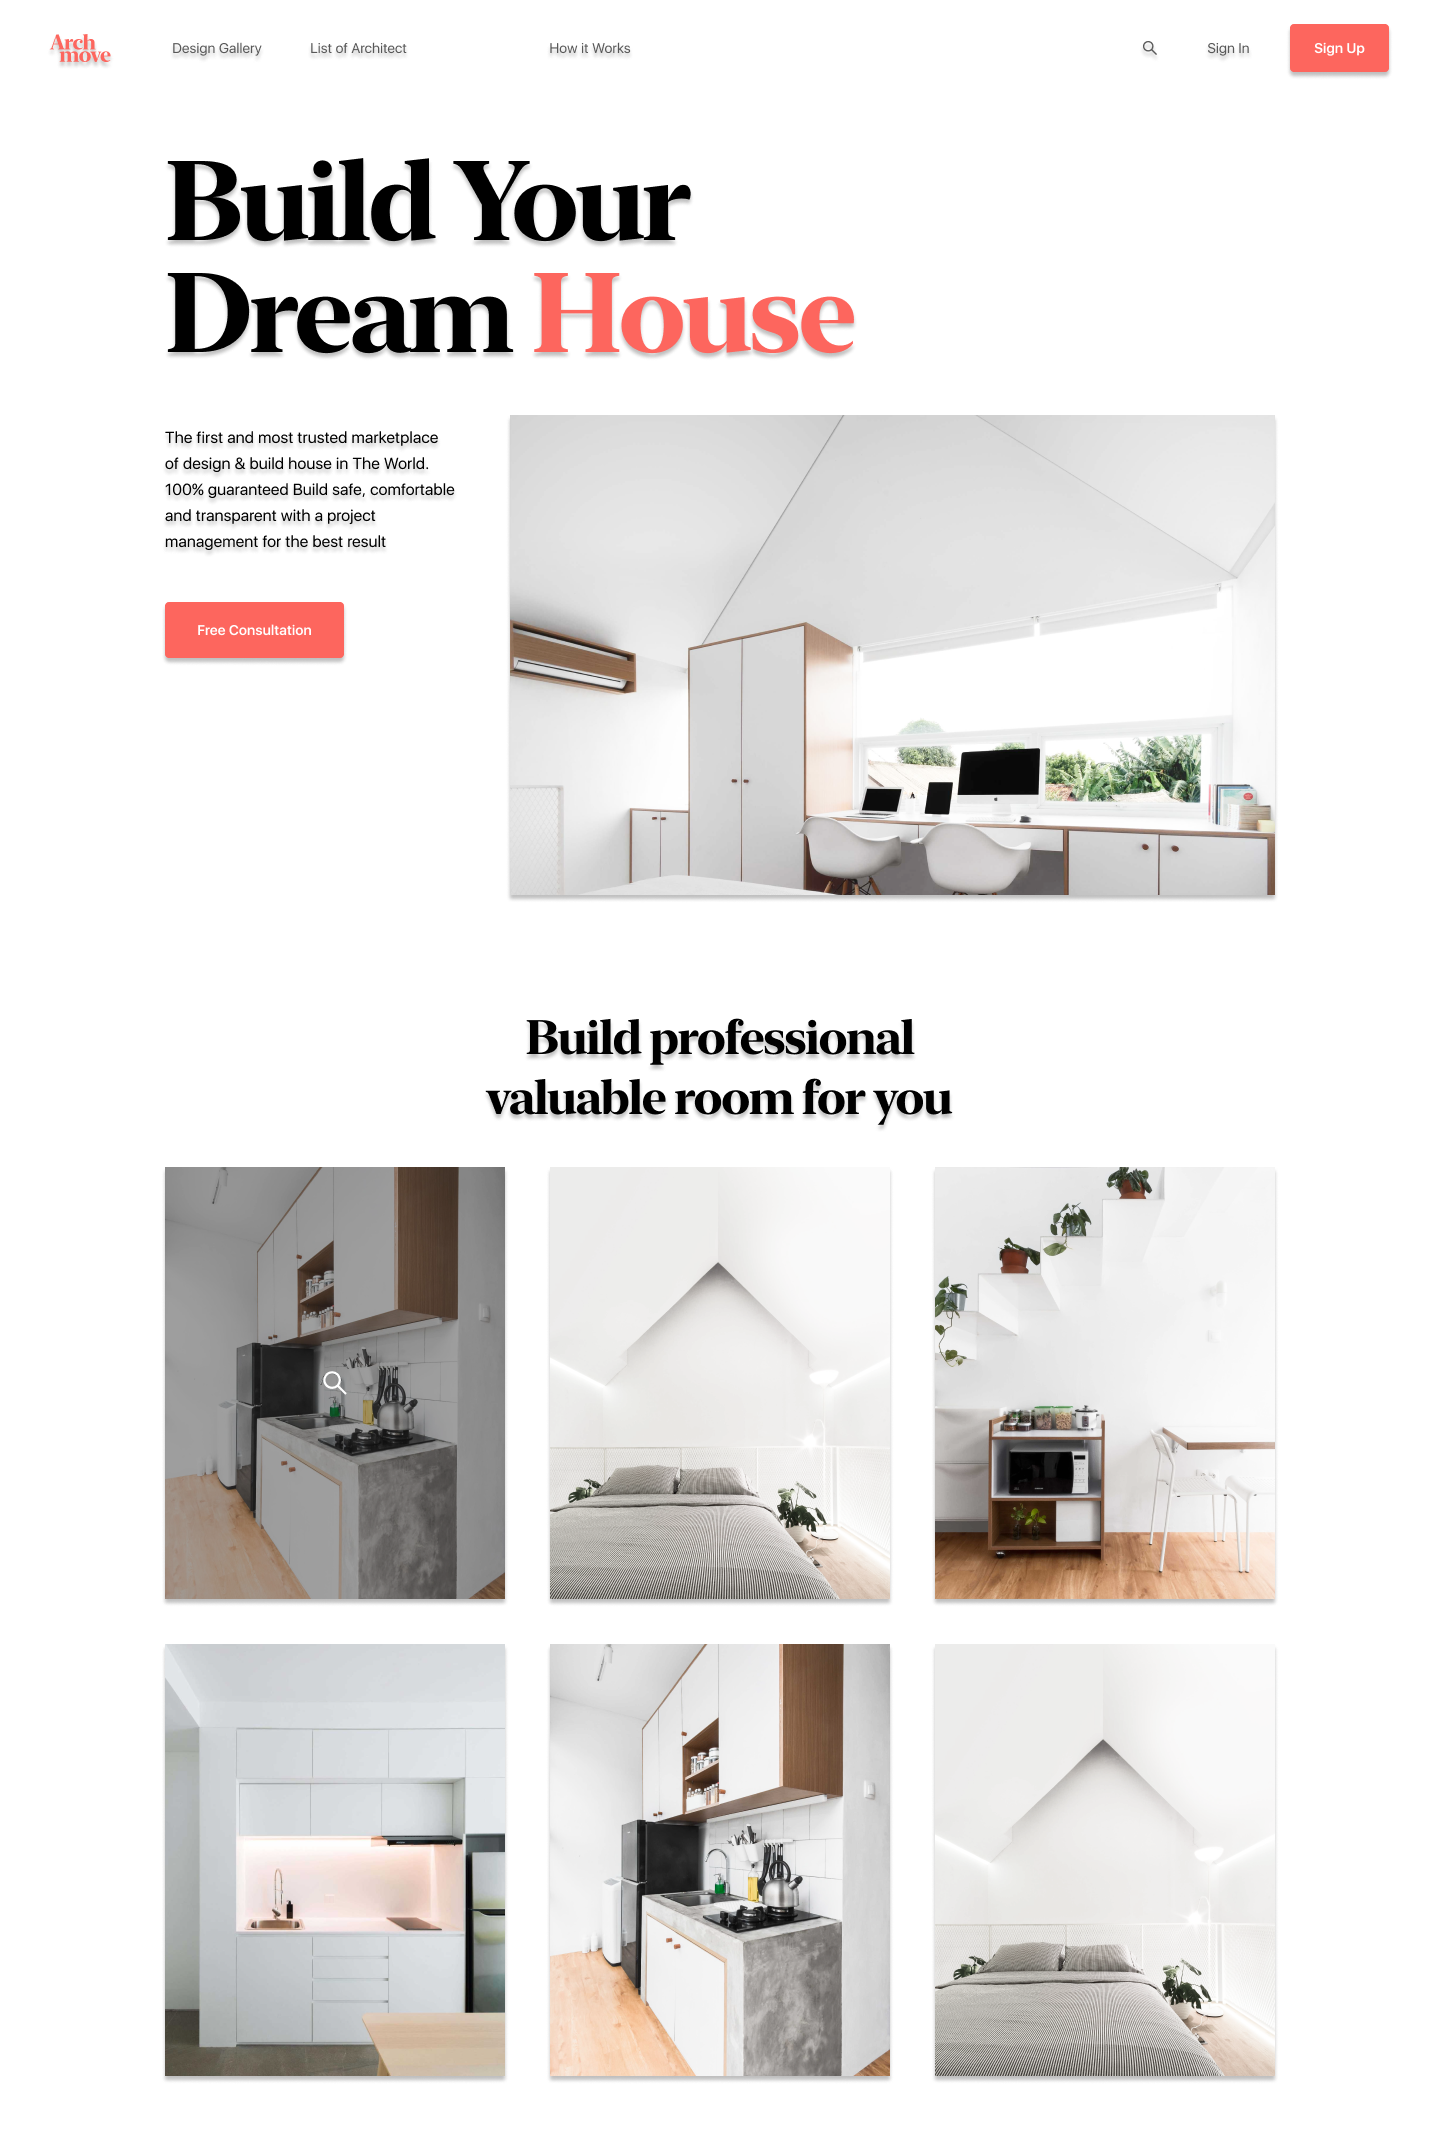 Arch
move
Design Gallery
List of Architect
How it Works
Sign In
Sign Up
Build Your
Dream House
The first and most trusted marketplace
of design & build house in The World.
100% guaranteed Build safe, comfortable
and transparent with a project
management for the best result
Free Consultation
Build professional
valuable room for you